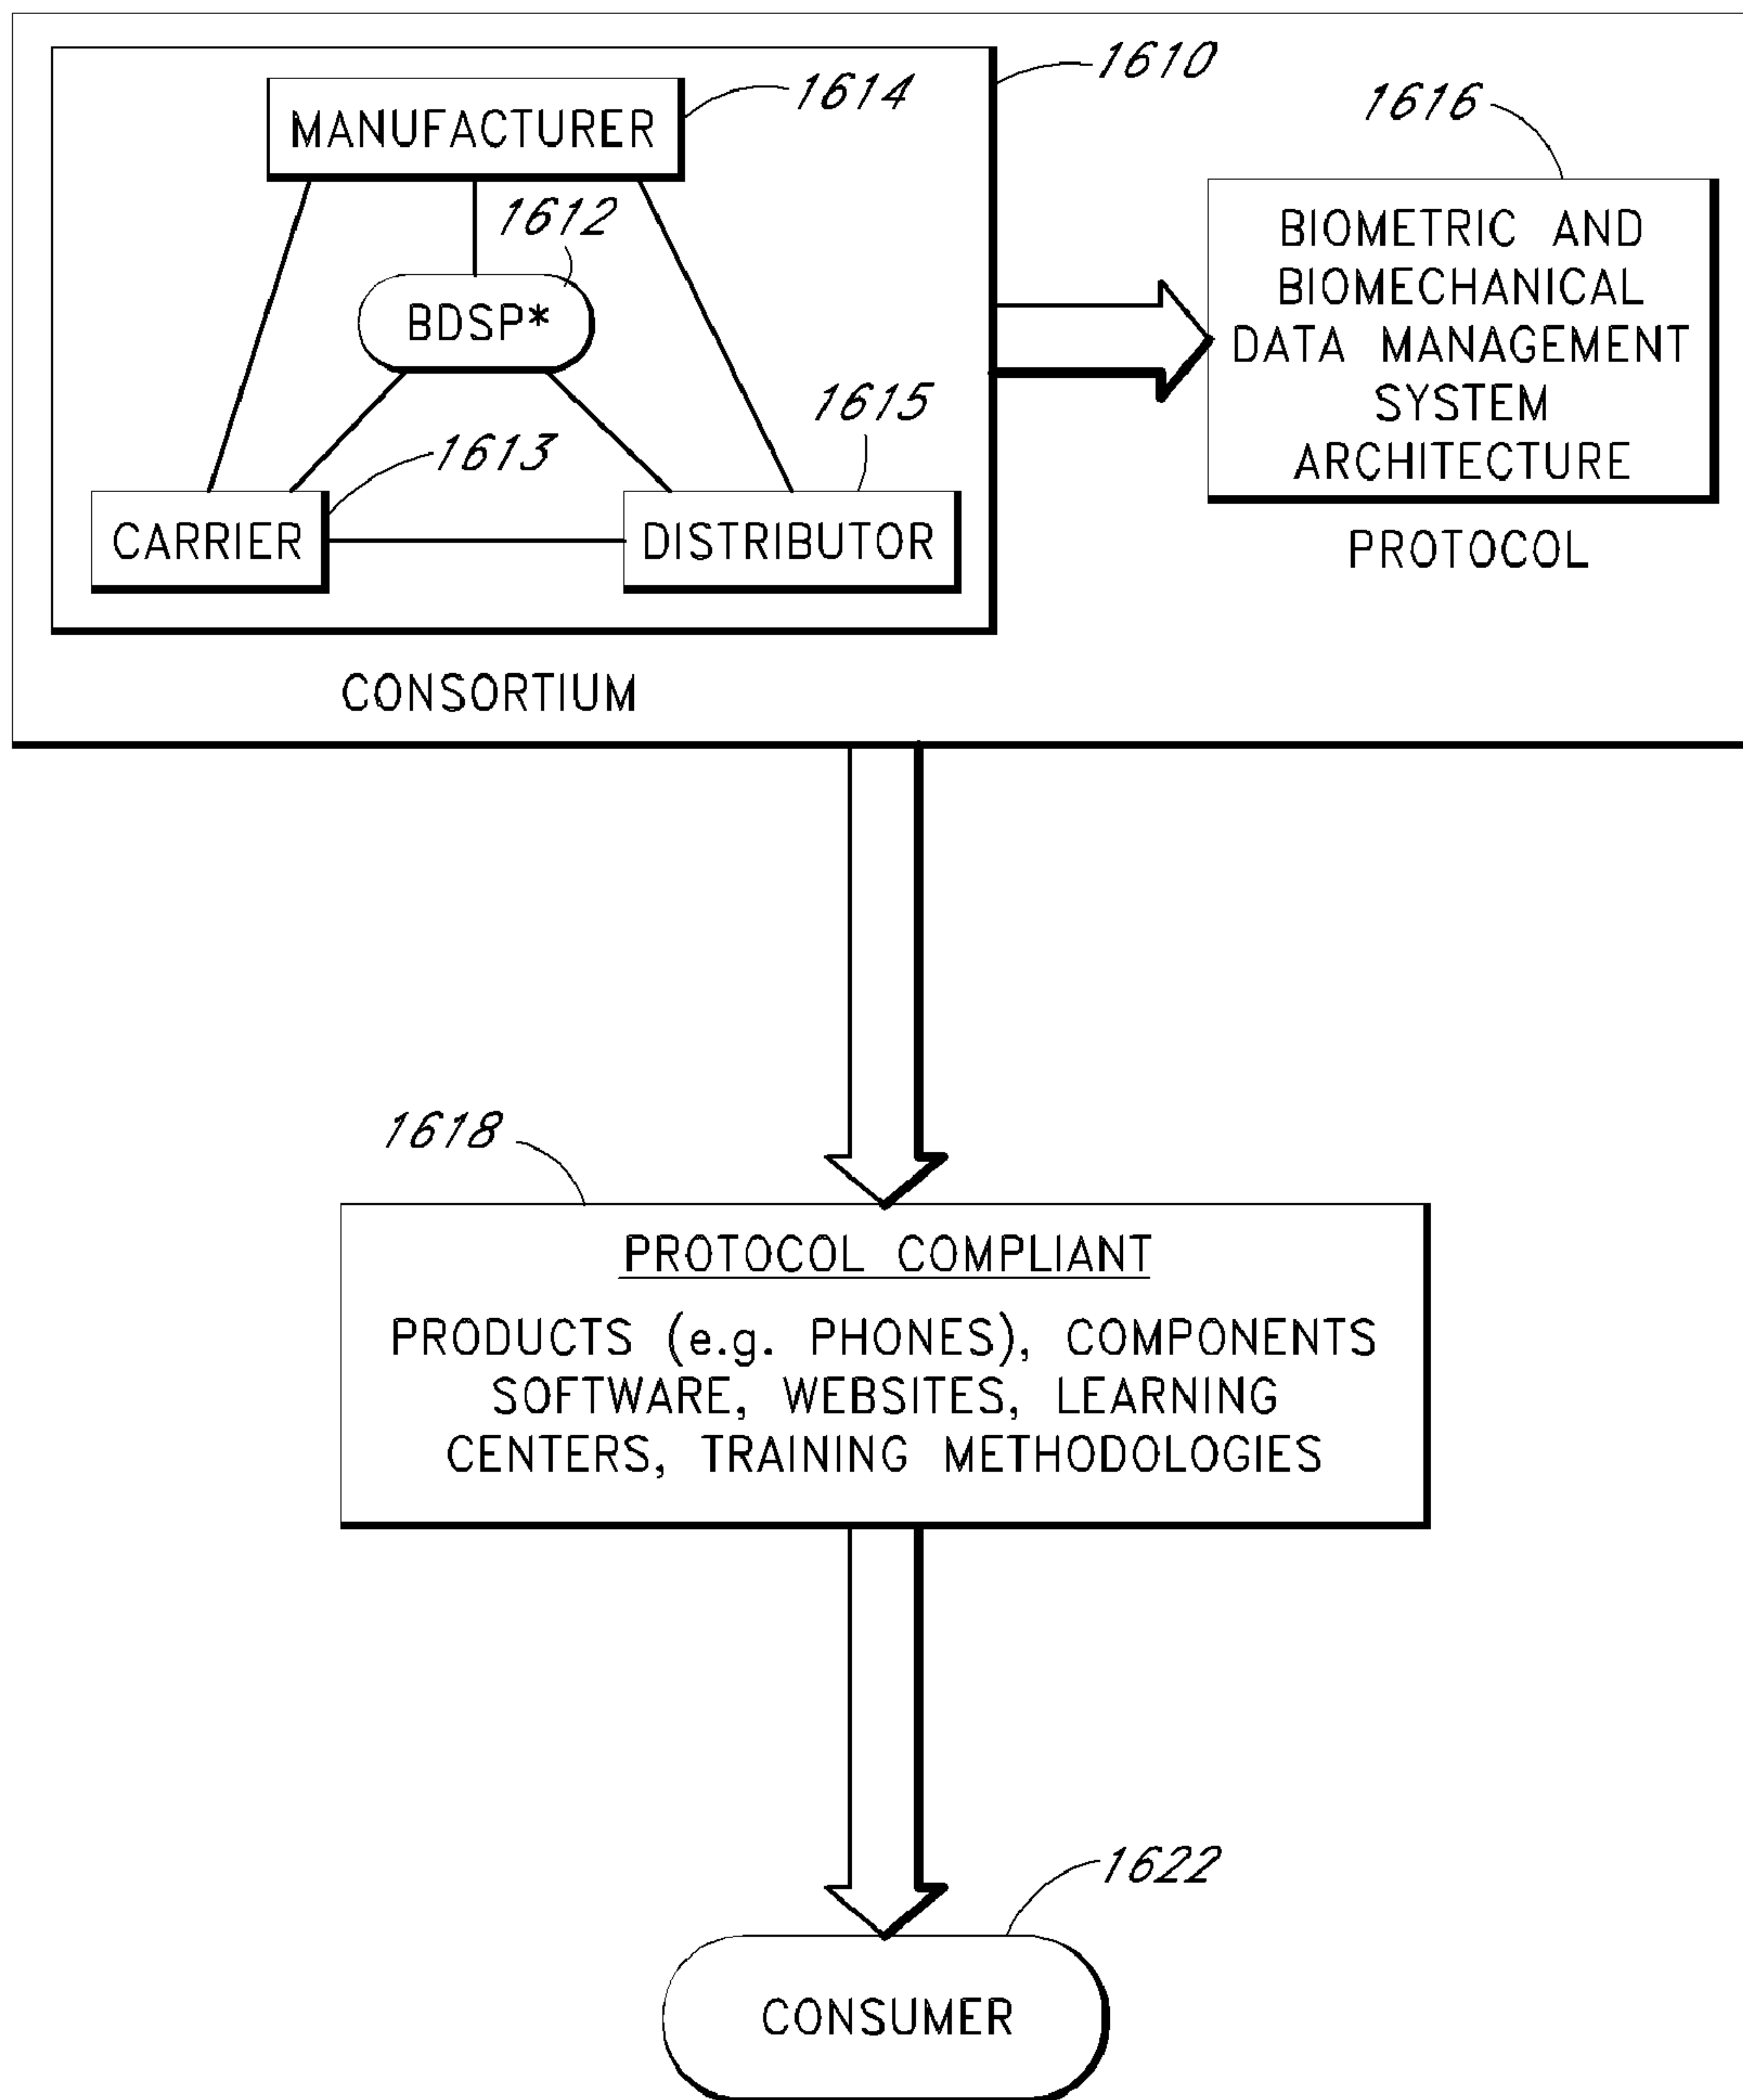 1610
1614
1616
MANUFACTURER
1612
BDSP*
BIOMETRIC AND
BIOMECHANICAL
DATA MANAGEMENT
SYSTEM
ARCHITECTURE
1615
1613
CARRIER
DISTRIBUTOR
PROTOCOL
CONSORTIUM
1618
PROTOCOL COMPLIANT
PRODUCTS (e.g. PHONES), COMPONENTS
SOFTWARE, WEBSITES, LEARNING
CENTERS, TRAINING METHODOLOGIES
1622
CONSUMER